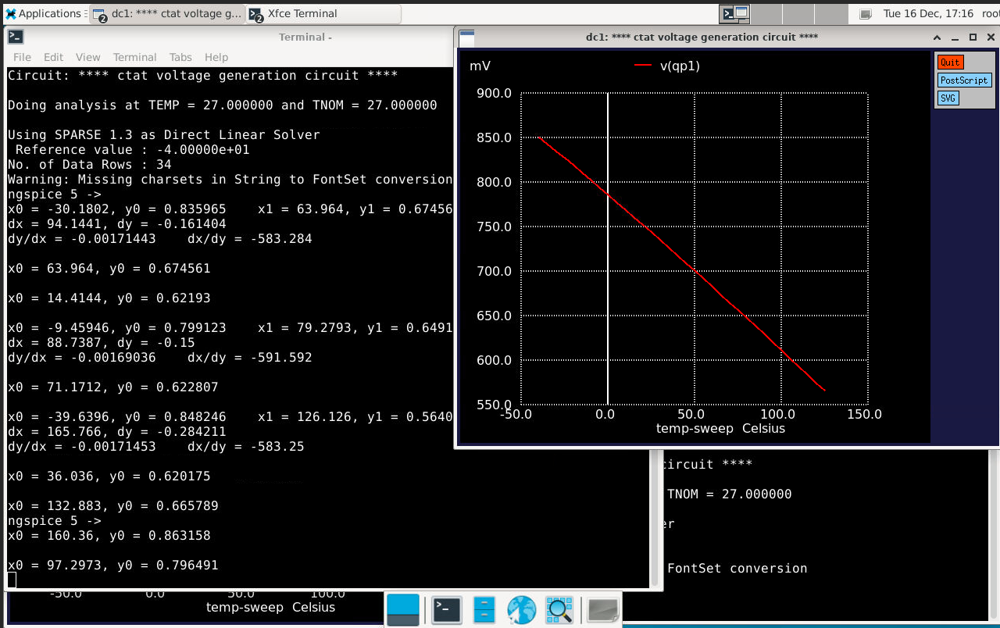 Applications
dc1: **** ctat voltage g...
Xfce Terminal
Tue 16 Dec, 17:16 root
Terminal -
File Edit View Terminal Tabs Help
Circuit: **** ctat voltage generation circuit ****
Doing analysis at TEMP = 27.000000 and TNOM = 27.000000
Using SPARSE 1.3 as Direct Linear Solver
Reference value : -4.00000e+01
No. of Data Rows : 34
Warning: Missing charsets in String to FontSet conversion
ngspice 5 ->
x0 = -30.1802, y0 = 0.835965 x1 = 63.964, y1 = 0.67456
dx = 94.1441, dy = -0.161404
dy/dx = -0.00171443 dx/dy = -583.284
x0 = 63.964, y0 = 0.674561
x0 = 14.4144, y0 = 0.62193
x0 = -9.45946, y0 = 0.799123 x1 = 79.2793, y1 = 0.6491
dx = 88.7387, dy = -0.15
dy/dx = -0.00169036 dx/dy = -591.592
x0 = 71.1712, y0 = 0.622807
x0 = -39.6396, y0 = 0.848246 x1 = 126.126, y1 = 0.5640
dx = 165.766, dy = -0.284211
dy/dx = -0.00171453 dx/dy = -583.25
x0 = 36.036, y0 = 0.620175
x0 = 132.883, y0 = 0.665789
ngspice 5 ->
x0 = 160.36, y0 = 0.863158
x0 = 97.2973, y0 = 0.796491
dc1: **** ctat voltage generation circuit ****
mV
v(qp1)
Quit
PostScript
SVG
900.0
850.0
800.0
750.0
700.0
650.0
600.0
550.0
-50.0 0.0 50.0 100.0 150.0
temp-sweep Celsius
circuit ****
TNOM = 27.000000
er
FontSet conversion
-50.0 0.0 50.0 100.0
temp-sweep Celsius